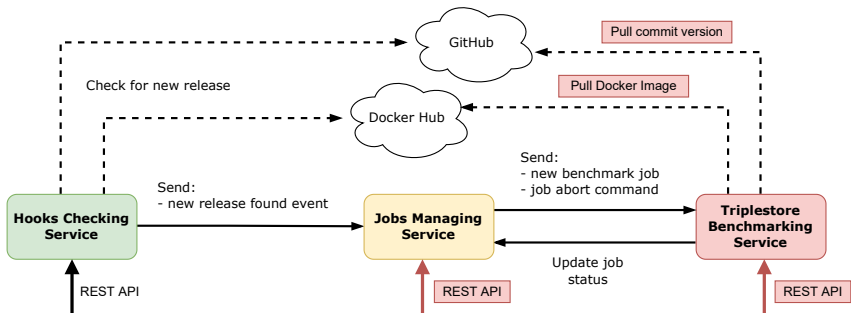 GitHub
Pull commit version
Check for new release
Pull Docker Image
Docker Hub
Send:
- new benchmark job
- job abort command
Send:
- new release found event
Hooks Checking
Service
Jobs Managing
Service
Triplestore
Benchmarking
Service
Update job
status
REST API
REST API
REST API